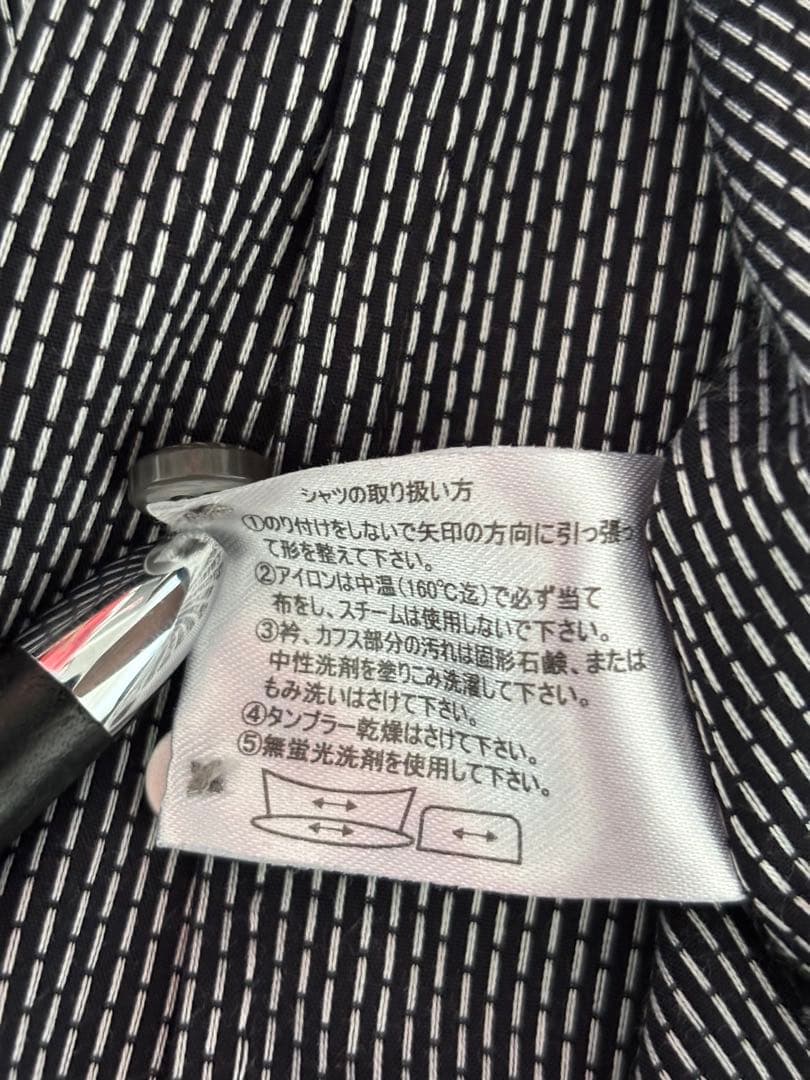 シャツの取り扱い方
①のり付けをしないで矢印の方向に引っ張っ
て形を整えて下さい。
②アイロンは中温(160℃迄)で必ず当て
布をし、スチームは使用しないで下さい。
③衿、カフス部分の汚れは固形石鹸、または
中性洗剤を塗りこみ洗濯して下さい。
もみ洗いはさけて下さい。
④タンブラー乾燥はさけて下さい。
⑤無蛍光洗剤を使用して下さい。